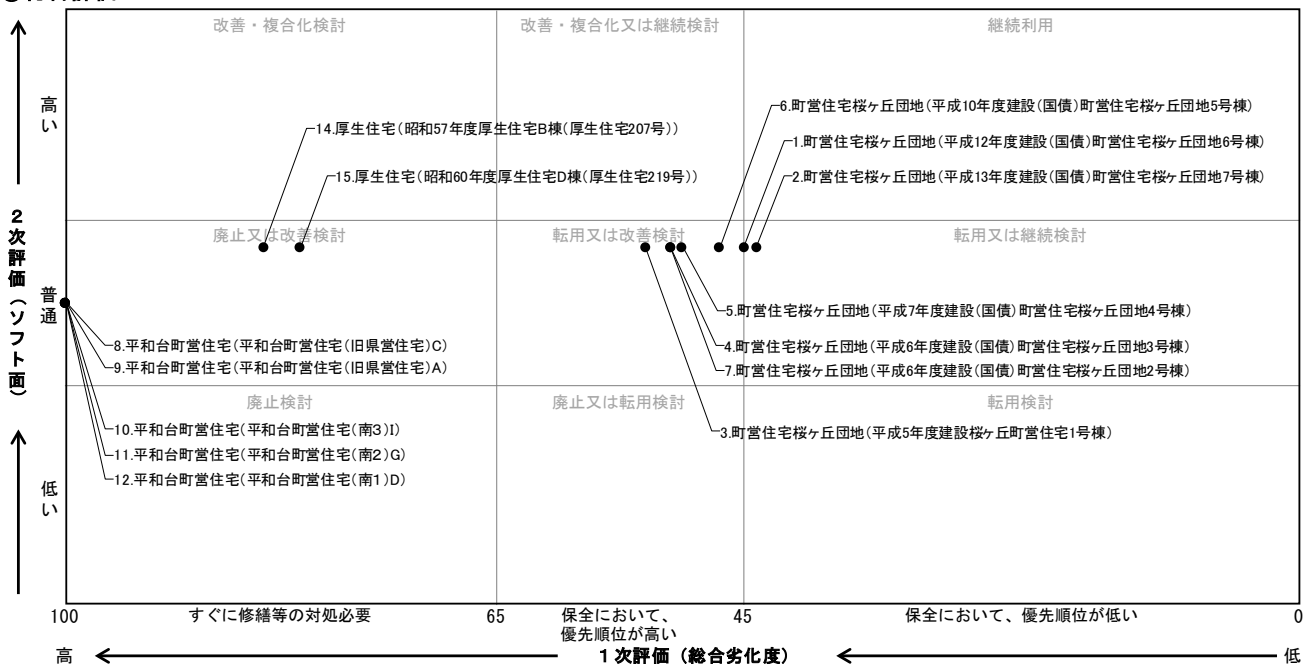 改善・複合化検討
改善・複合化又は継続検討
継続利用
高い
6.町営住宅桜ヶ丘団地(平成10年度建設(国債)町営住宅桜ヶ丘団地5号棟)
14.厚生住宅(昭和57年度厚生住宅B棟(厚生住宅207号))
1.町営住宅桜ヶ丘団地(平成12年度建設(国債)町営住宅桜ヶ丘団地6号棟)
15.厚生住宅(昭和60年度厚生住宅D棟(厚生住宅219号))
2.町営住宅桜ヶ丘団地(平成13年度建設(国債)町営住宅桜ヶ丘団地7号棟)
2次評価(ソフト面)
廃止又は改善検討
転用又は改善検討
転用又は継続検討
普通
5.町営住宅桜ヶ丘団地(平成7年度建設(国債)町営住宅桜ヶ丘団地4号棟)
8.平和台町営住宅(平和台町営住宅(旧県営住宅)C)
4.町営住宅桜ヶ丘団地(平成6年度建設(国債)町営住宅桜ヶ丘団地3号棟)
9.平和台町営住宅(平和台町営住宅(旧県営住宅)A)
7.町営住宅桜ヶ丘団地(平成6年度建設(国債)町営住宅桜ヶ丘団地2号棟)
廃止検討
廃止又は転用検討
転用検討
10.平和台町営住宅(平和台町営住宅(南3)I)
3.町営住宅桜ヶ丘団地(平成5年度建設桜ヶ丘町営住宅1号棟)
11.平和台町営住宅(平和台町営住宅(南2)G)
12.平和台町営住宅(平和台町営住宅(南1)D)
低い
100
すぐに修繕等の対処必要
65
保全において、
優先順位が高い
45
保全において、優先順位が低い
0
高
1次評価(総合劣化度)
低